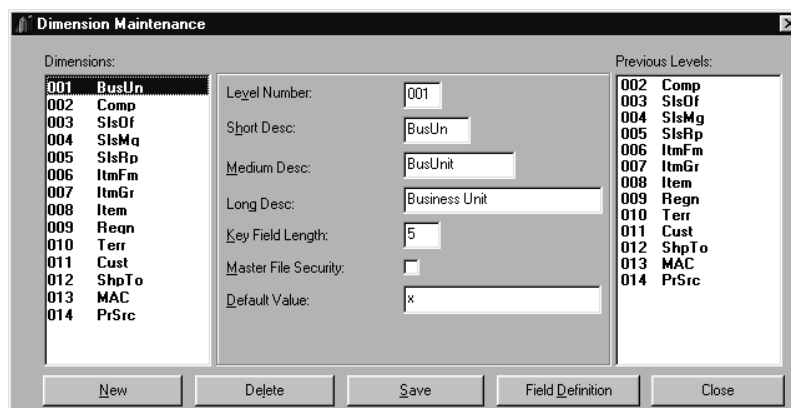 Dimension Maintenance
Dimensions:
001 BusUn
002 Comp
003 SlsOf
004 SlsMg
005 SlsRp
006 ItmFm
007 ItmGr
008 Item
009 Regn
010 Terr
011 Cust
012 ShpTo
013 MAC
014 PrSrc
Level Number: 001
Short Desc: BusUn
Medium Desc: BusUnit
Long Desc: Business Unit
Key Field Length: 5
Master File Security:
Default Value: x
Previous Levels:
002 Comp
003 SlsOf
004 SlsMg
005 SlsRp
006 ItmFm
007 ItmGr
008 Item
009 Regn
010 Terr
011 Cust
012 ShpTo
013 MAC
014 PrSrc
New Delete Save Field Definition Close